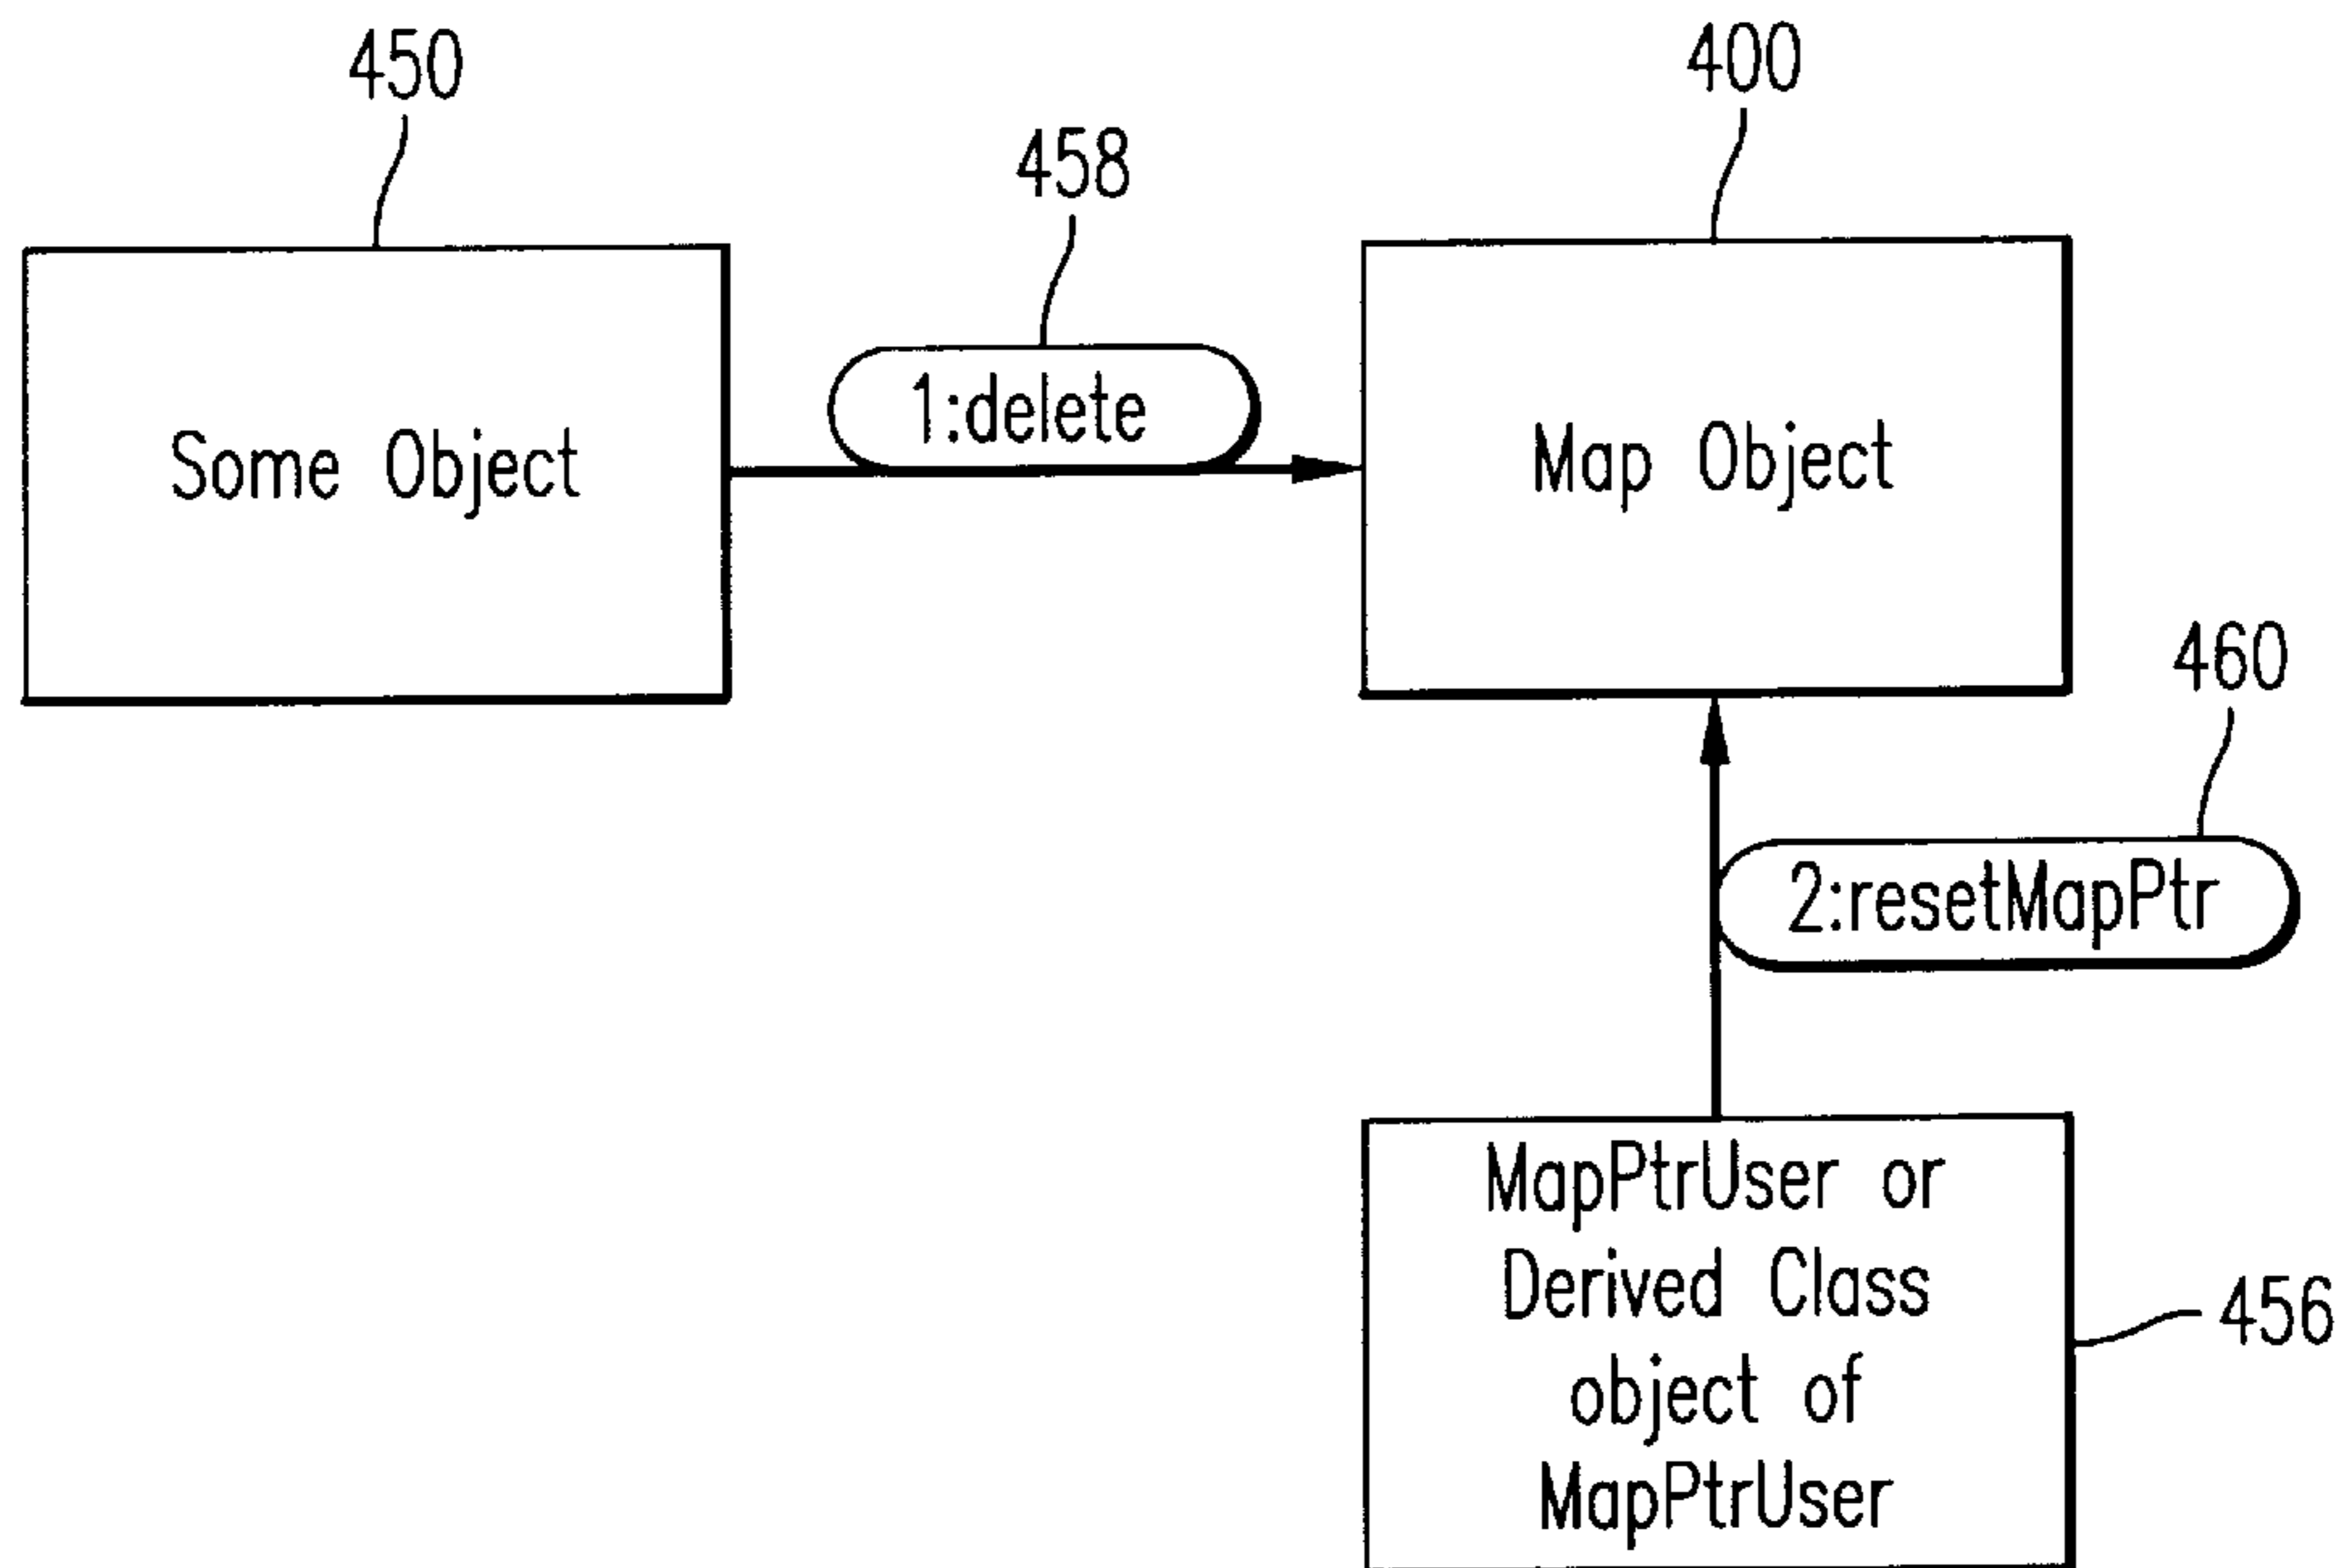 450
400
458
1:delete
Some Object
Map Object
460
2:resetMapPtr
MapPtrUser or
Derived Class
object of
MapPtrUser
456